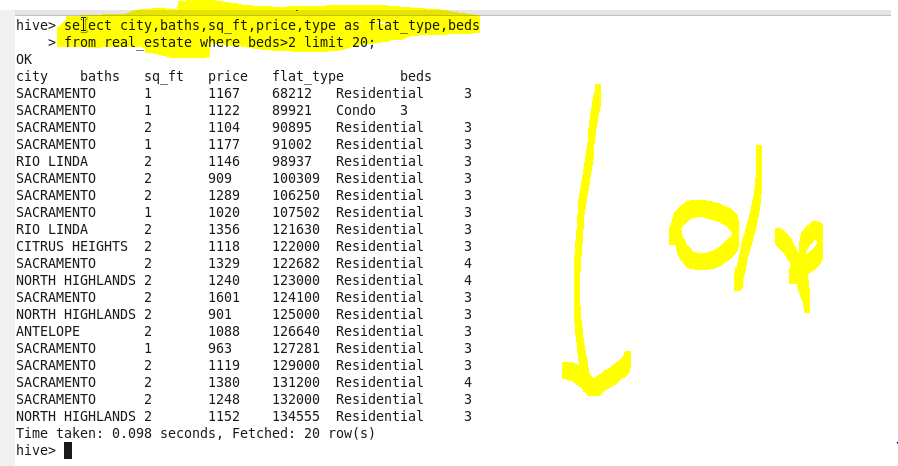 hive> select city,baths,sq_ft,price,type as flat_type,beds
    > from real_estate where beds>2 limit 20;
OK
city    baths   sq_ft   price   flat_type       beds
SACRAMENTO      1       1167    68212   Residential     3
SACRAMENTO      1       1122    89921   Condo   3
SACRAMENTO      2       1104    90895   Residential     3
SACRAMENTO      1       1177    91002   Residential     3
RIO LINDA       2       1146    98937   Residential     3
SACRAMENTO      2       909     100309  Residential     3
SACRAMENTO      2       1289    106250  Residential     3
SACRAMENTO      1       1020    107502  Residential     3
RIO LINDA       2       1356    121630  Residential     3
CITRUS HEIGHTS  2       1118    122000  Residential     3
SACRAMENTO      2       1329    122682  Residential     4
NORTH HIGHLANDS 2       1240    123000  Residential     4
SACRAMENTO      2       1601    124100  Residential     3
NORTH HIGHLANDS 2       901     125000  Residential     3
ANTELOPE        2       1088    126640  Residential     3
SACRAMENTO      1       963     127281  Residential     3
SACRAMENTO      2       1119    129000  Residential     3
SACRAMENTO      2       1380    131200  Residential     4
SACRAMENTO      2       1248    132000  Residential     3
NORTH HIGHLANDS 2       1152    134555  Residential     3
Time taken: 0.098 seconds, Fetched: 20 row(s)
hive>
o/p